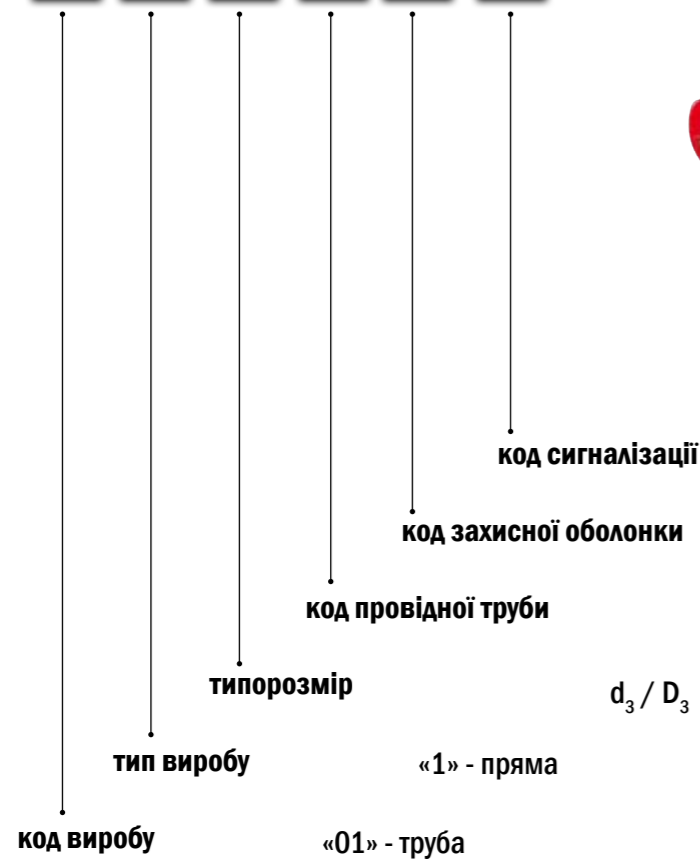 код сигналізації
код захисної оболонки
код провідної труби
типорозмір d₃ / D₃
тип виробу «1» - пряма
код виробу «01» - труба